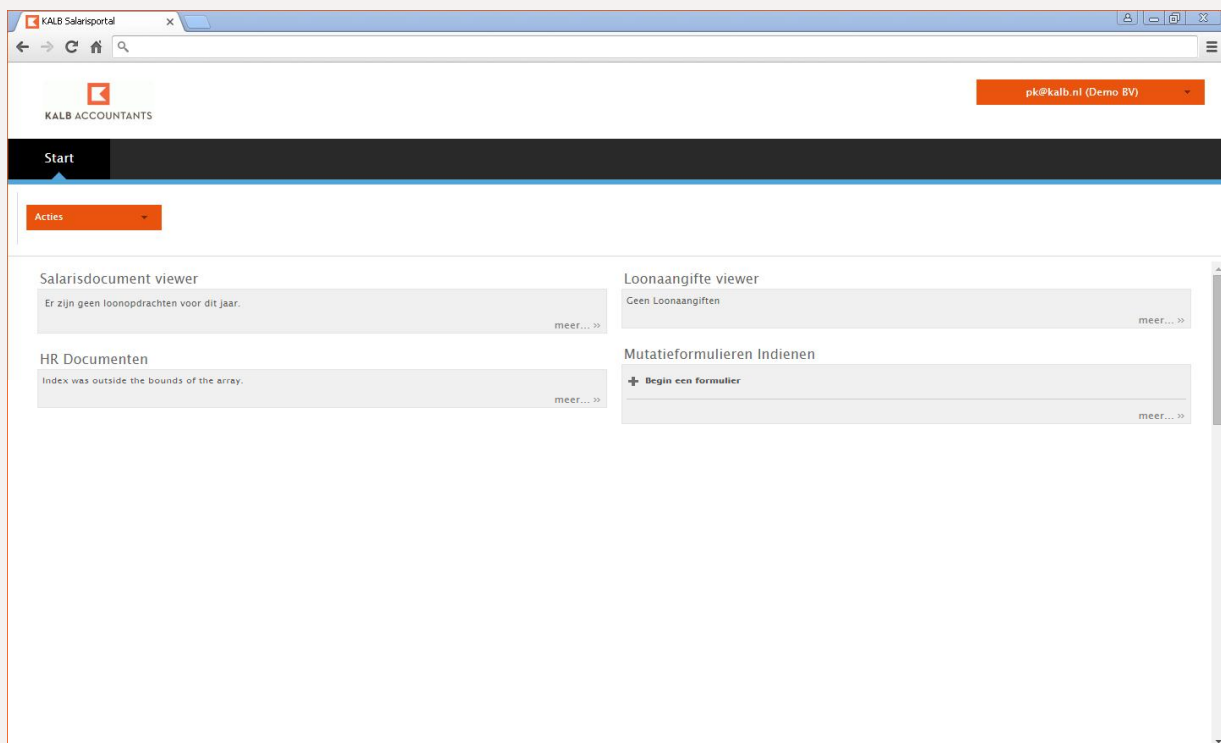 KALB Salarisportal
KALB ACCOUNTANTS
pk@kalb.nl (Demo BV)
Start
Acties
Salarisdocument viewer
Er zijn geen loonopdrachten voor dit jaar.
meer... »
Loonaangifte viewer
Geen Loonaangiften
meer... »
HR Documenten
Index was outside the bounds of the array.
meer... »
Mutatieformulieren Indienen
Begin een formulier
meer... »